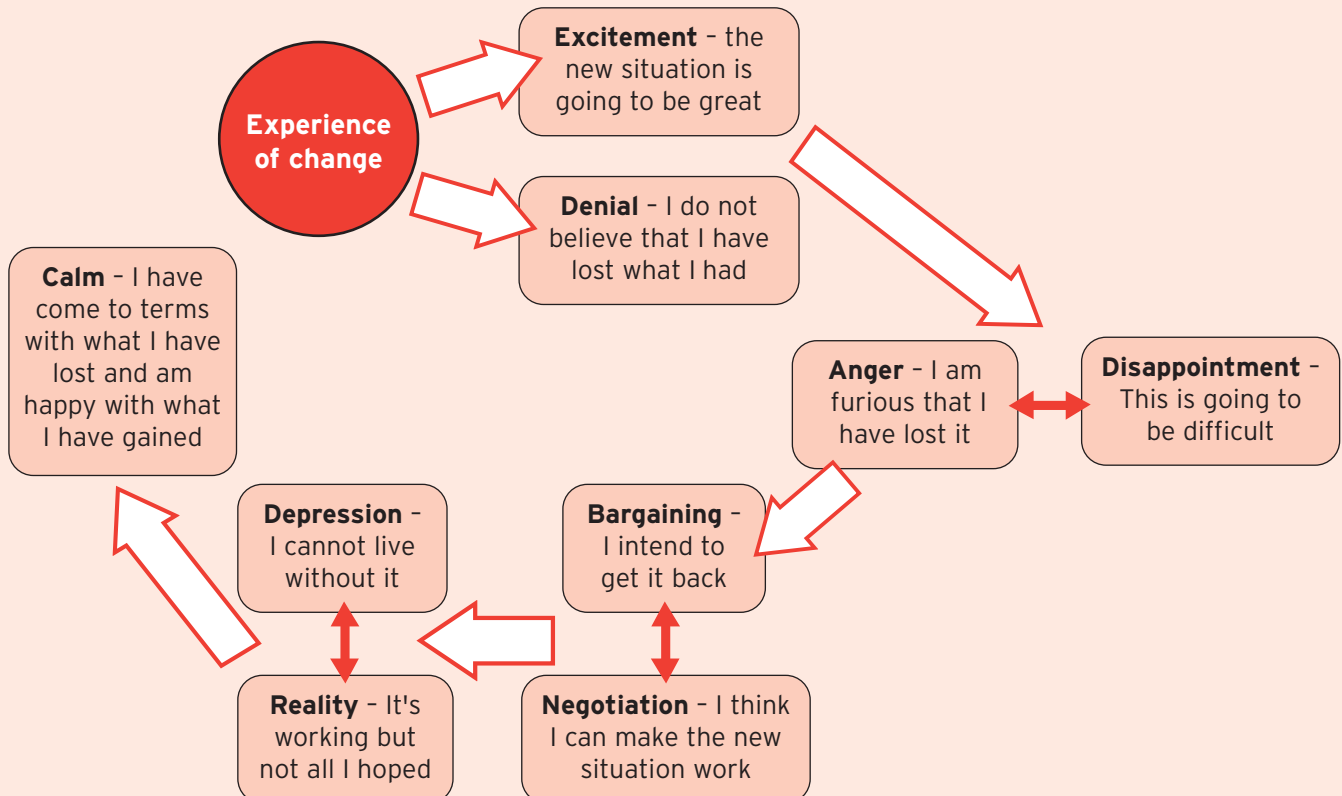 Experience
of change
Excitement – the
new situation is
going to be great
Denial – I do not
believe that I have
lost what I had
Anger – I am
furious that I
have lost it
Disappointment –
This is going to
be difficult
Bargaining –
I intend to
get it back
Negotiation – I think
I can make the new
situation work
Depression –
I cannot live
without it
Reality – It's
working but
not all I hoped
Calm – I have
come to terms
with what I have
lost and am
happy with what
I have gained